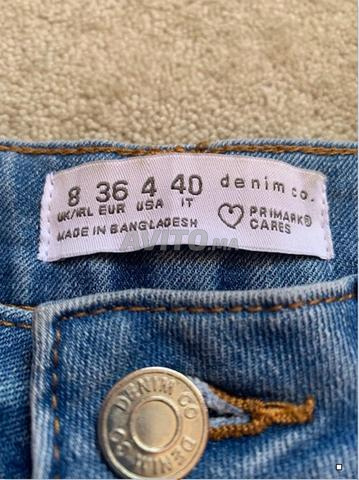 8 36 4 40 denim co.
UK/IRL EUR USA IT
PRIMARK®
CARES
MADE IN BANGLADESH
AVITO.MA
DENIM CO
DENIM CO